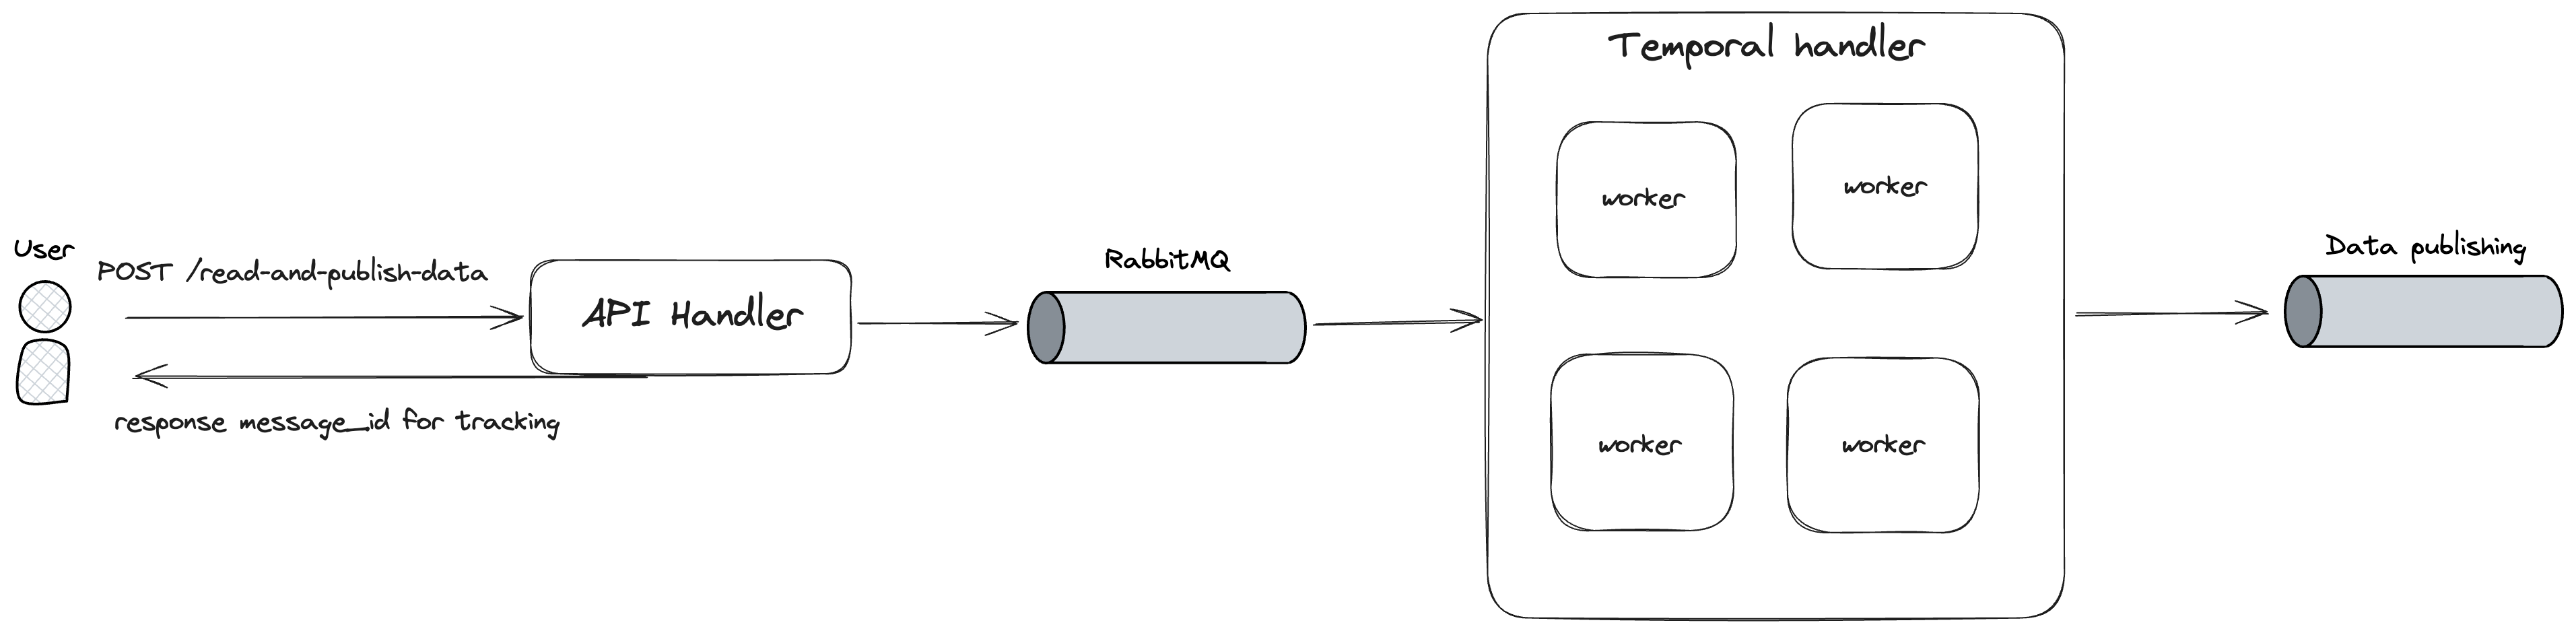 User
POST /read-and-publish-data
API Handler
response message_id for tracking
RabbitMQ
Temporal handler
worker
worker
worker
worker
Data publishing